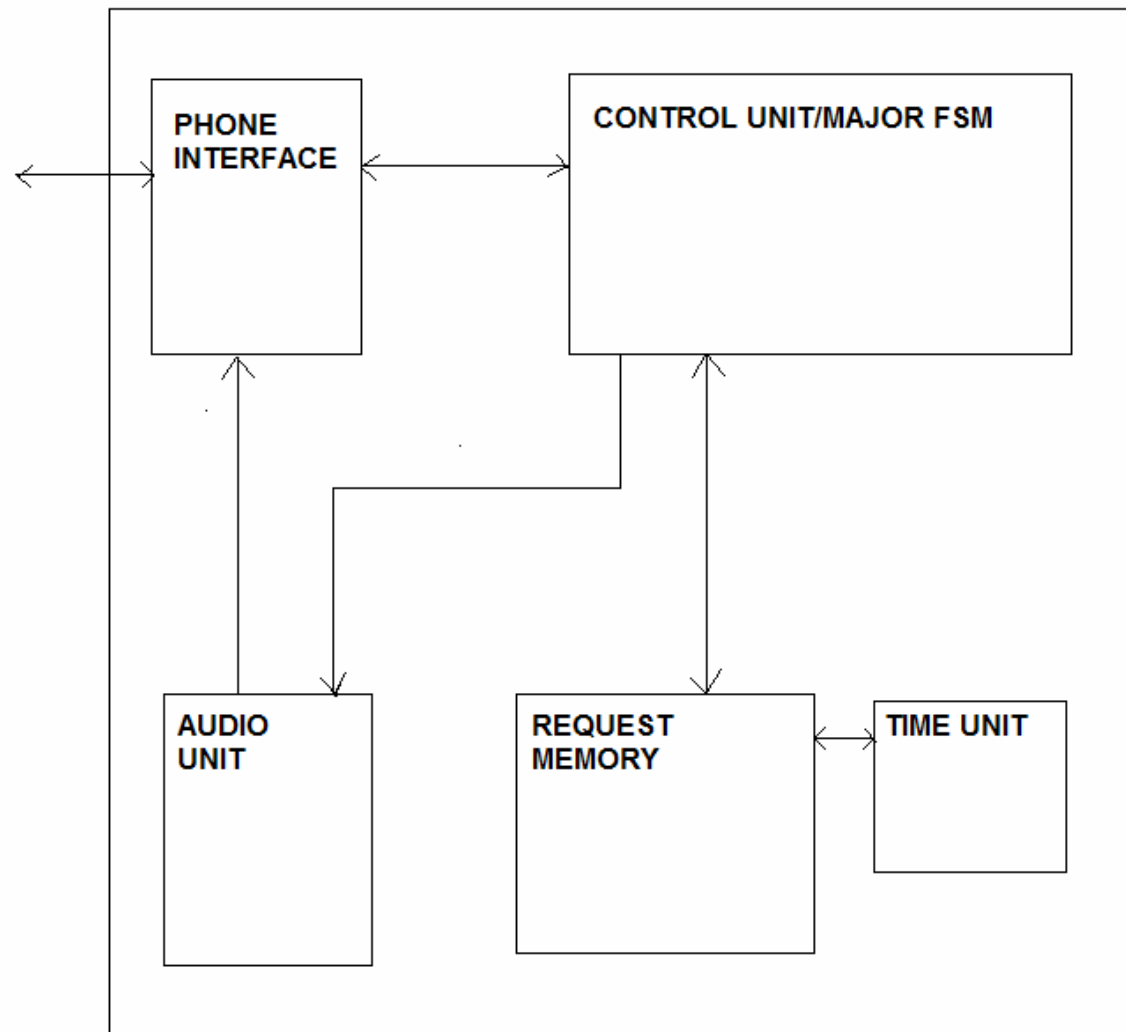 PHONE
INTERFACE
CONTROL UNIT/MAJOR FSM
AUDIO
UNIT
REQUEST
MEMORY
TIME UNIT